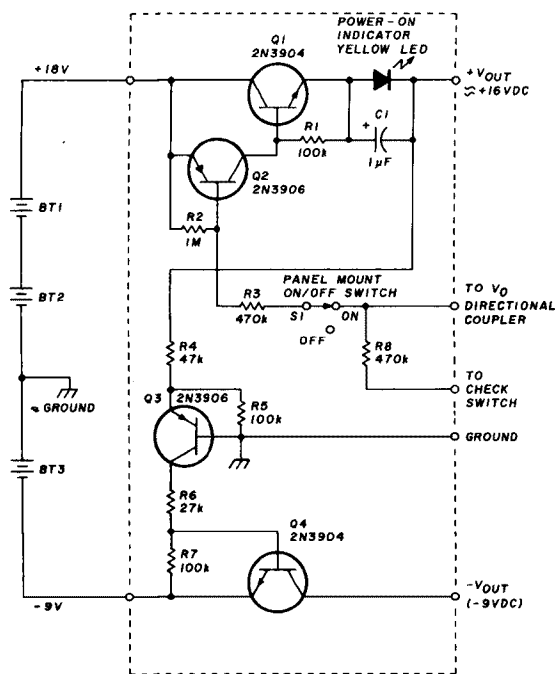 POWER-ON
INDICATOR
YELLOW LED
Q1
2N3904
+18V
+VOUT
≈+16VDC
R1
100k
+
C1
1µF
Q2
2N3906
BT1
R2
1M
PANEL MOUNT
ON/OFF SWITCH
BT2
R3
470k
S1
ON
OFF
TO VO
DIRECTIONAL
COUPLER
R4
47k
R8
470k
TO
CHECK
SWITCH
Q3
2N3906
GROUND
R5
100k
GROUND
BT3
R6
27k
Q4
2N3904
R7
100k
-9V
-VOUT
(-9VDC)